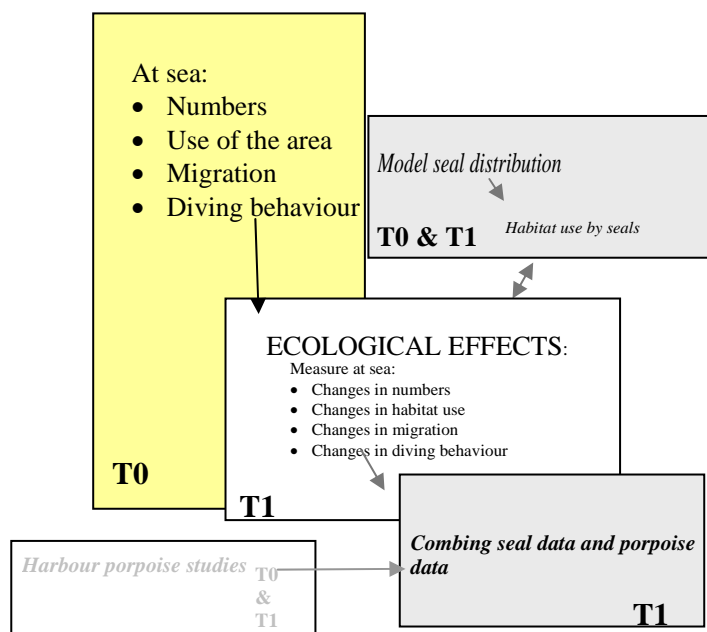 At sea:
• Numbers
• Use of the area
• Migration
• Diving behaviour
T0
Model seal distribution
Habitat use by seals
T0 & T1
ECOLOGICAL EFFECTS:
Measure at sea:
• Changes in numbers
• Changes in habitat use
• Changes in migration
• Changes in diving behaviour
T1
Harbour porpoise studies
T0
&
T1
Combing seal data and porpoise
data
T1